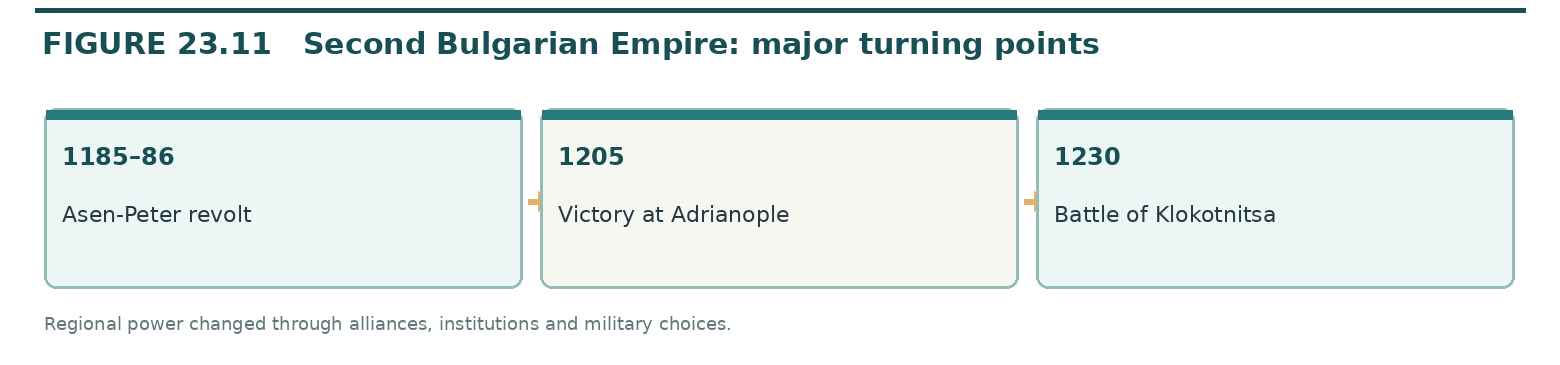 FIGURE 23.11 Second Bulgarian Empire: major turning points
1185–86
Asen-Peter revolt
1205
Victory at Adrianople
1230
Battle of Klokotnitsa
Regional power changed through alliances, institutions and military choices.